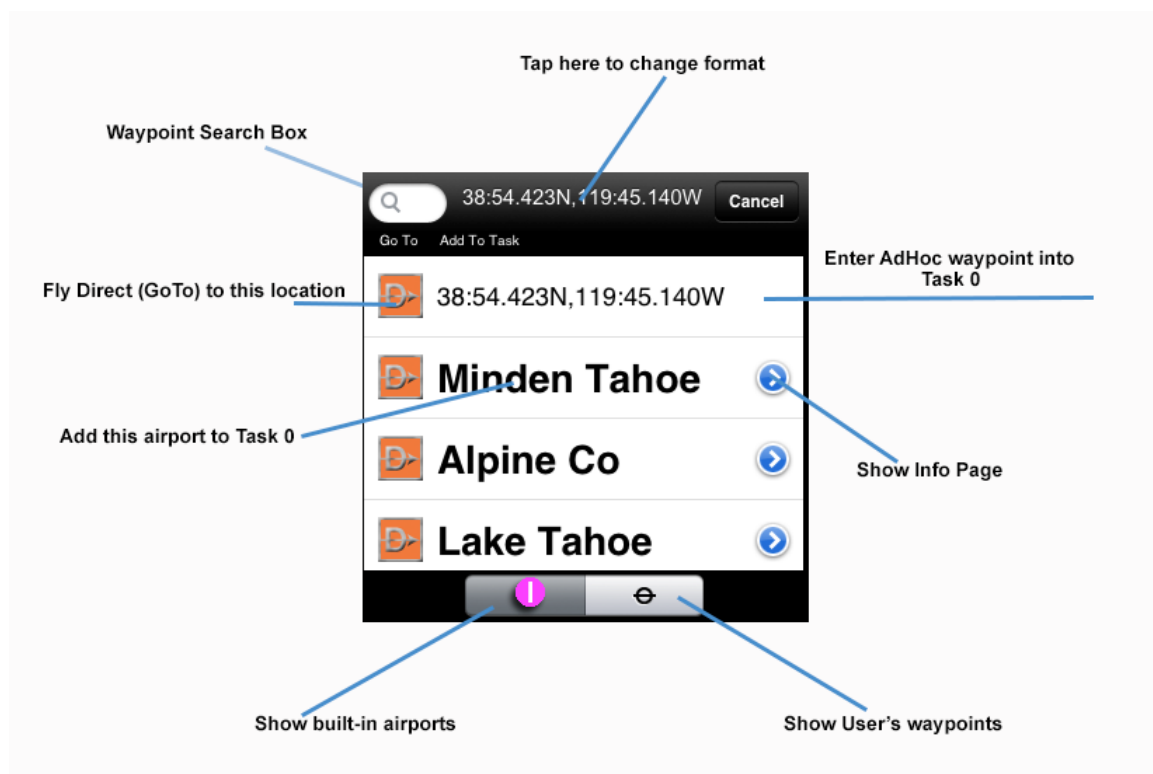 Tap here to change format
Waypoint Search Box
38:54.423N,119:45.140W
Cancel
Go To
Add To Task
Enter AdHoc waypoint into
Task 0
Fly Direct (GoTo) to this location
D
38:54.423N,119:45.140W
D
Minden Tahoe
Add this airport to Task 0
D
Alpine Co
Show Info Page
D
Lake Tahoe
Show built-in airports
Show User’s waypoints